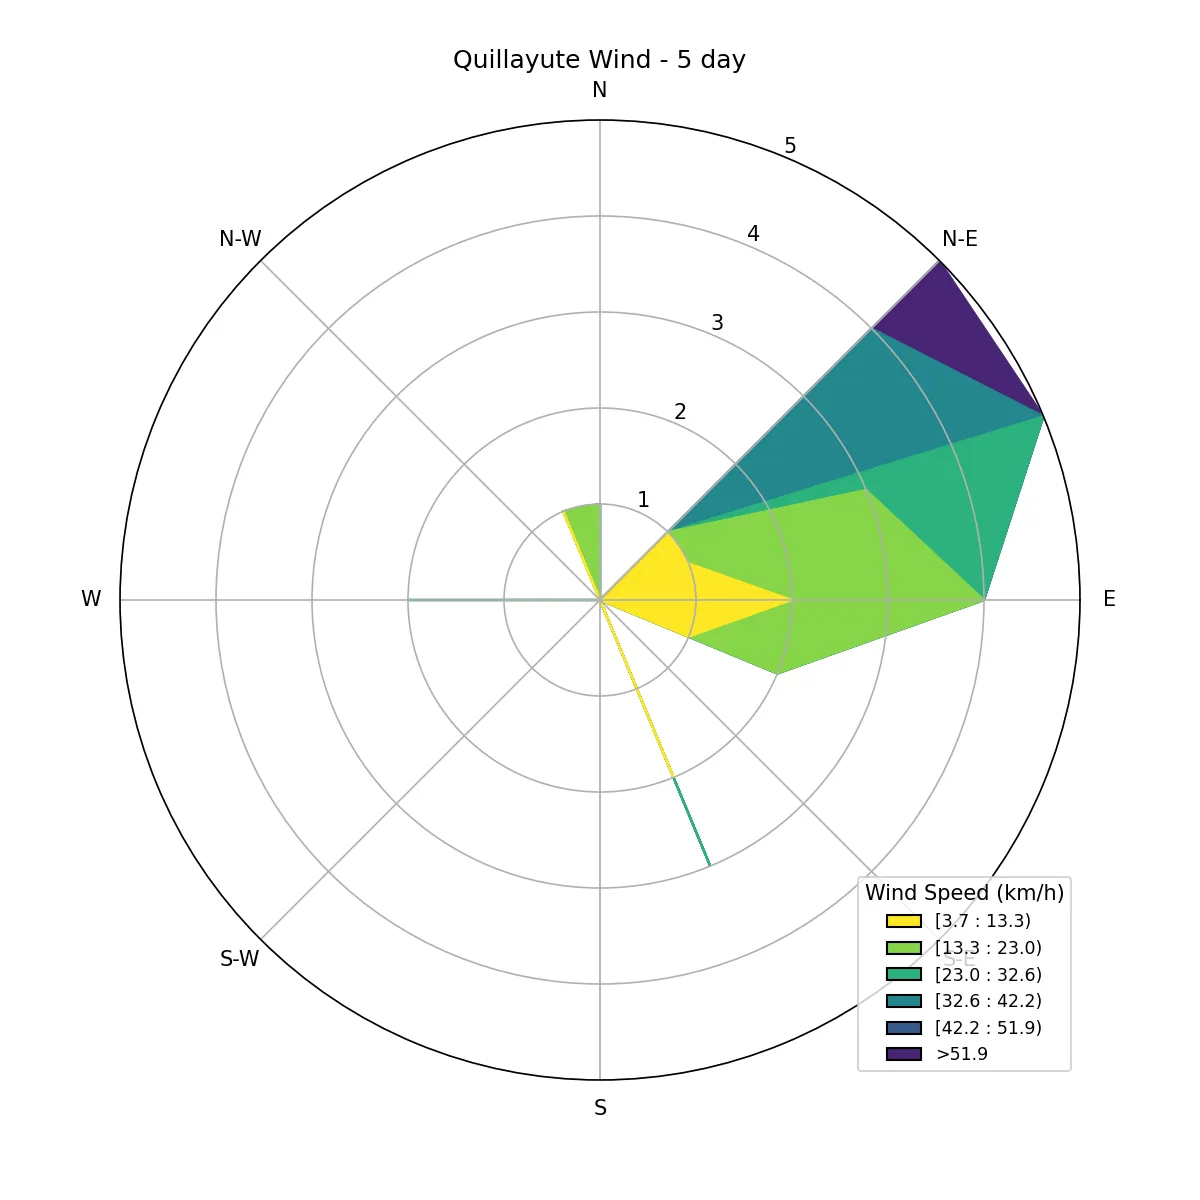 Quillayute Wind - 5 day
N
5
N-W
4
N-E
3
2
1
W
E
S-W
S-E
S
Wind Speed (km/h)
[3.7 : 13.3)
[13.3 : 23.0)
[23.0 : 32.6)
[32.6 : 42.2)
[42.2 : 51.9)
>51.9